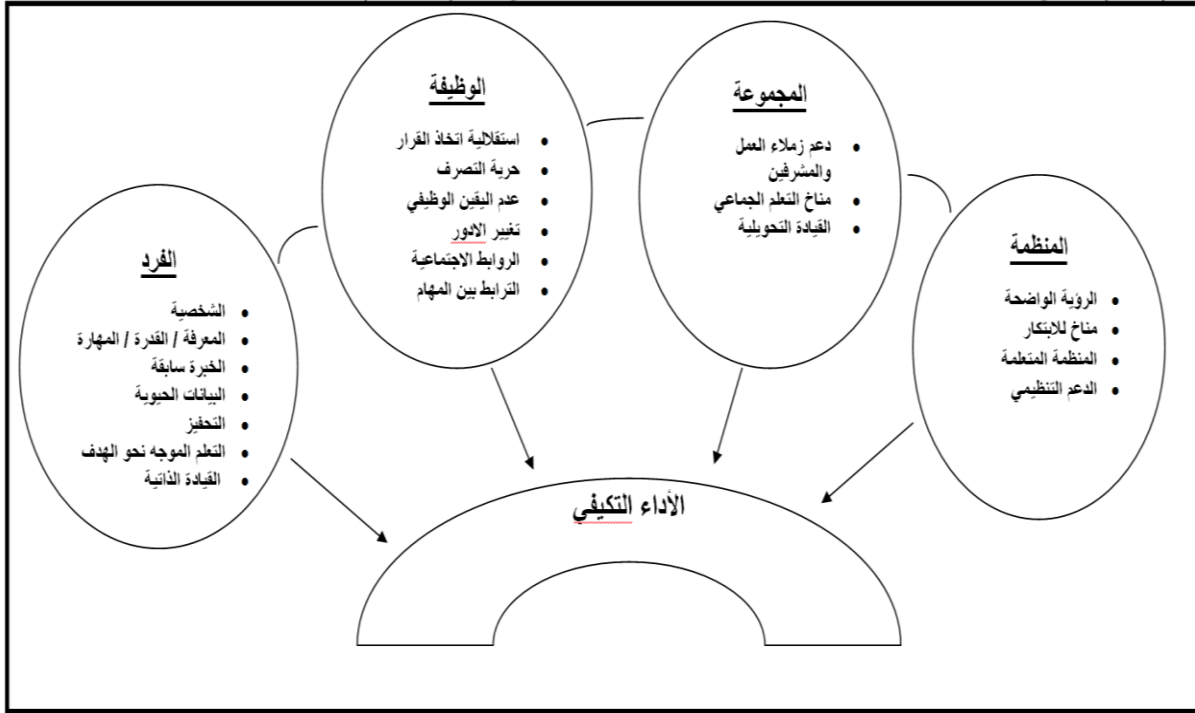 المنظمة
الرؤية الواضحة
مناخ للابتكار
المنظمة المتعلمة
الدعم التنظيمي
المجموعة
دعم زملاء العمل
والمشرفين
مناخ التعلم الجماعي
القيادة التحويلية
الوظيفة
استقلالية اتخاذ القرار
حرية التصرف
عدم اليقين الوظيفي
تغيير الادور
الروابط الاجتماعية
الترابط بين المهام
الفرد
الشخصية
المعرفة / القدرة / المهارة
الخبرة سابقة
البيانات الحيوية
التحفيز
التعلم الموجه نحو الهدف
القيادة الذاتية
الأداء التكيفي